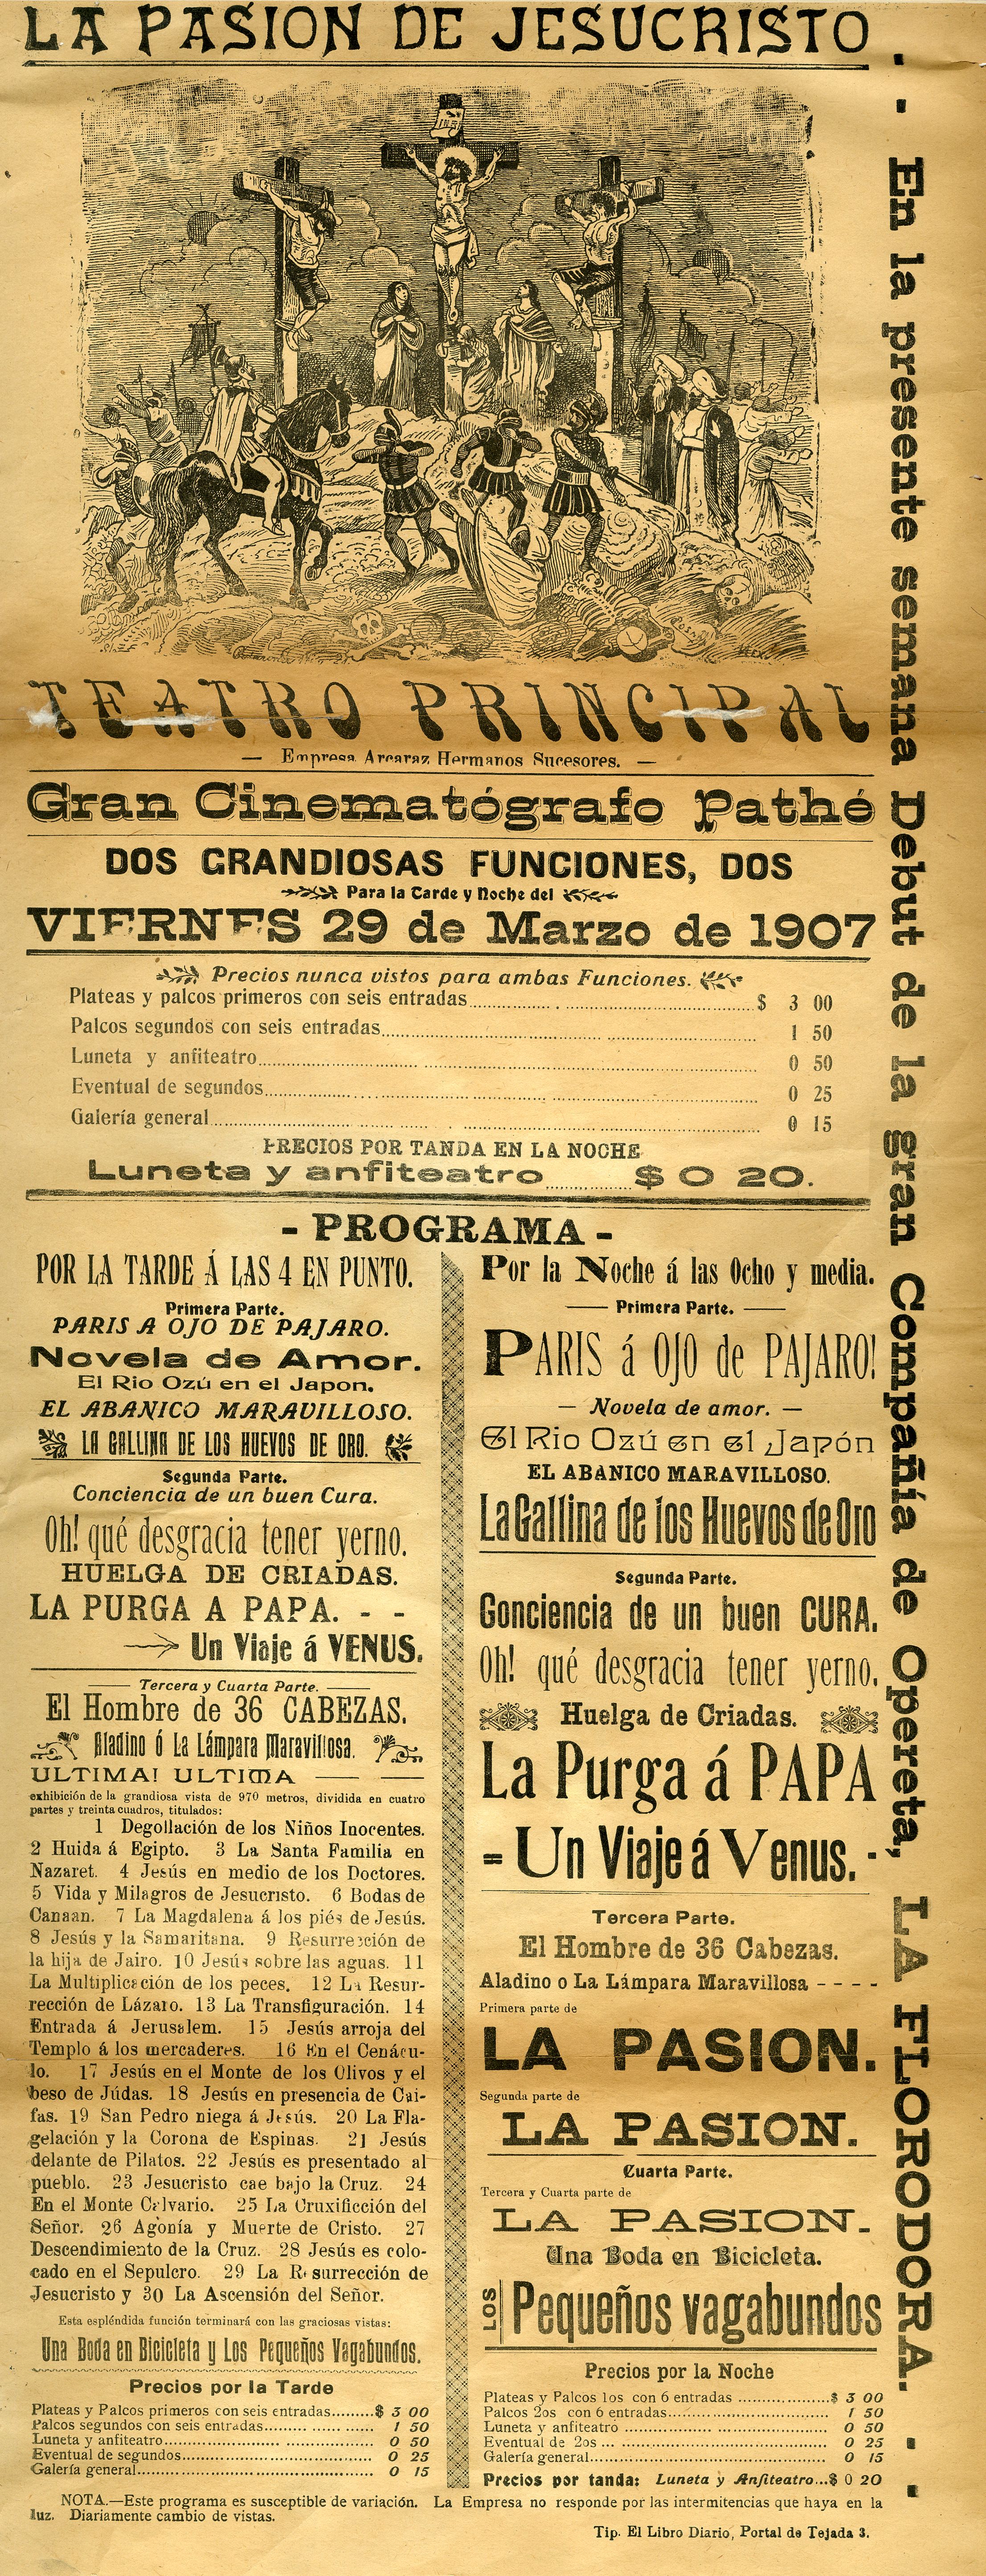 LA PASION DE JESUCRISTO
INRI
TEATRO PRINCIPAL
— Empresa Arcaraz Hermanos Sucesores. —
Gran Cinematógrafo Pathé
DOS GRANDIOSAS FUNCIONES, DOS
Para la Tarde y Noche del
VIERNES 29 de Marzo de 1907
Precios nunca vistos para ambas Funciones.
Plateas y palcos primeros con seis entradas $ 3 00
Palcos segundos con seis entradas 1 50
Luneta y anfiteatro 0 50
Eventual de segundos 0 25
Galería general 0 15
PRECIOS POR TANDA EN LA NOCHE
Luneta y anfiteatro $ 0 20.
- PROGRAMA -
POR LA TARDE Á LAS 4 EN PUNTO.
Primera Parte.
PARIS A OJO DE PAJARO.
Novela de Amor.
El Rio Ozú en el Japon.
EL ABANICO MARAVILLOSO.
LA GALLINA DE LOS HUEVOS DE ORO.
Segunda Parte.
Conciencia de un buen Cura.
Oh! qué desgracia tener yerno.
HUELGA DE CRIADAS.
LA PURGA A PAPA. - -
Un Viaje á VENUS.
Tercera y Cuarta Parte.
El Hombre de 36 CABEZAS.
Aladino ó La Lámpara Maravillosa.
ULTIMA! ULTIMA
exhibición de la grandiosa vista de 970 metros, dividida en cuatro
partes y treinta cuadros, titulados:
1 Degollación de los Niños Inocentes.
2 Huida á Egipto. 3 La Santa Familia en
Nazaret. 4 Jesús en medio de los Doctores.
5 Vida y Milagros de Jesucristo. 6 Bodas de
Canaan. 7 La Magdalena á los piés de Jesús.
8 Jesús y la Samaritana. 9 Resurrección de
la hija de Jairo. 10 Jesús sobre las aguas. 11
La Multiplicación de los peces. 12 La Resur-
rección de Lázaro. 13 La Transfiguración. 14
Entrada á Jerusalem. 15 Jesús arroja del
Templo á los mercaderes. 16 En el Cenácu-
lo. 17 Jesús en el Monte de los Olivos y el
beso de Júdas. 18 Jesús en presencia de Cai-
fas. 19 San Pedro niega á Jesús. 20 La Fla-
gelación y la Corona de Espinas. 21 Jesús
delante de Pilatos. 22 Jesús es presentado al
pueblo. 23 Jesucristo cae bajo la Cruz. 24
En el Monte Calvario. 25 La Cruxificción del
Señor. 26 Agonía y Muerte de Cristo. 27
Descendimiento de la Cruz. 28 Jesús es colo-
cado en el Sepulcro. 29 La Resurrección de
Jesucristo y 30 La Ascensión del Señor.
Esta espléndida función terminará con las graciosas vistas:
Una Boda en Bicicleta y Los Pequeños Vagabundos.
Precios por la Tarde
Plateas y Palcos primeros con seis entradas $ 3 00
Palcos segundos con seis entradas 1 50
Luneta y anfiteatro 0 50
Eventual de segundos 0 25
Galería general 0 15
Por la Noche á las Ocho y media.
Primera Parte.
PARIS á OJO de PAJARO!
— Novela de amor. —
El Rio Ozú en el Japón
EL ABANICO MARAVILLOSO.
La Gallina de los Huevos de Oro
Segunda Parte.
Conciencia de un buen CURA.
Oh! qué desgracia tener yerno.
Huelga de Criadas.
La Purga á PAPA
= Un Viaje á Venus. -
Tercera Parte.
El Hombre de 36 Cabezas.
Aladino o La Lámpara Maravillosa - - - -
Primera parte de
LA PASION.
Segunda parte de
LA PASION.
Cuarta Parte.
Tercera y Cuarta parte de
LA PASION.
Una Boda en Bicicleta.
LOS Pequeños vagabundos
Precios por la Noche
Plateas y Palcos 1os con 6 entradas $ 3 00
Palcos 2os con 6 entradas 1 50
Luneta y anfiteatro 0 50
Eventual de 2os 0 25
Galería general 0 15
Precios por tanda: Luneta y Anfiteatro...$ 0 20
NOTA.—Este programa es susceptible de variación. La Empresa no responde por las intermitencias que haya en la
luz. Diariamente cambio de vistas.
Tip. El Libro Diario, Portal de Tejada 3.
- - En la presente semana Debut de la gran Compañía de Opereta, LA FLORODORA. - -